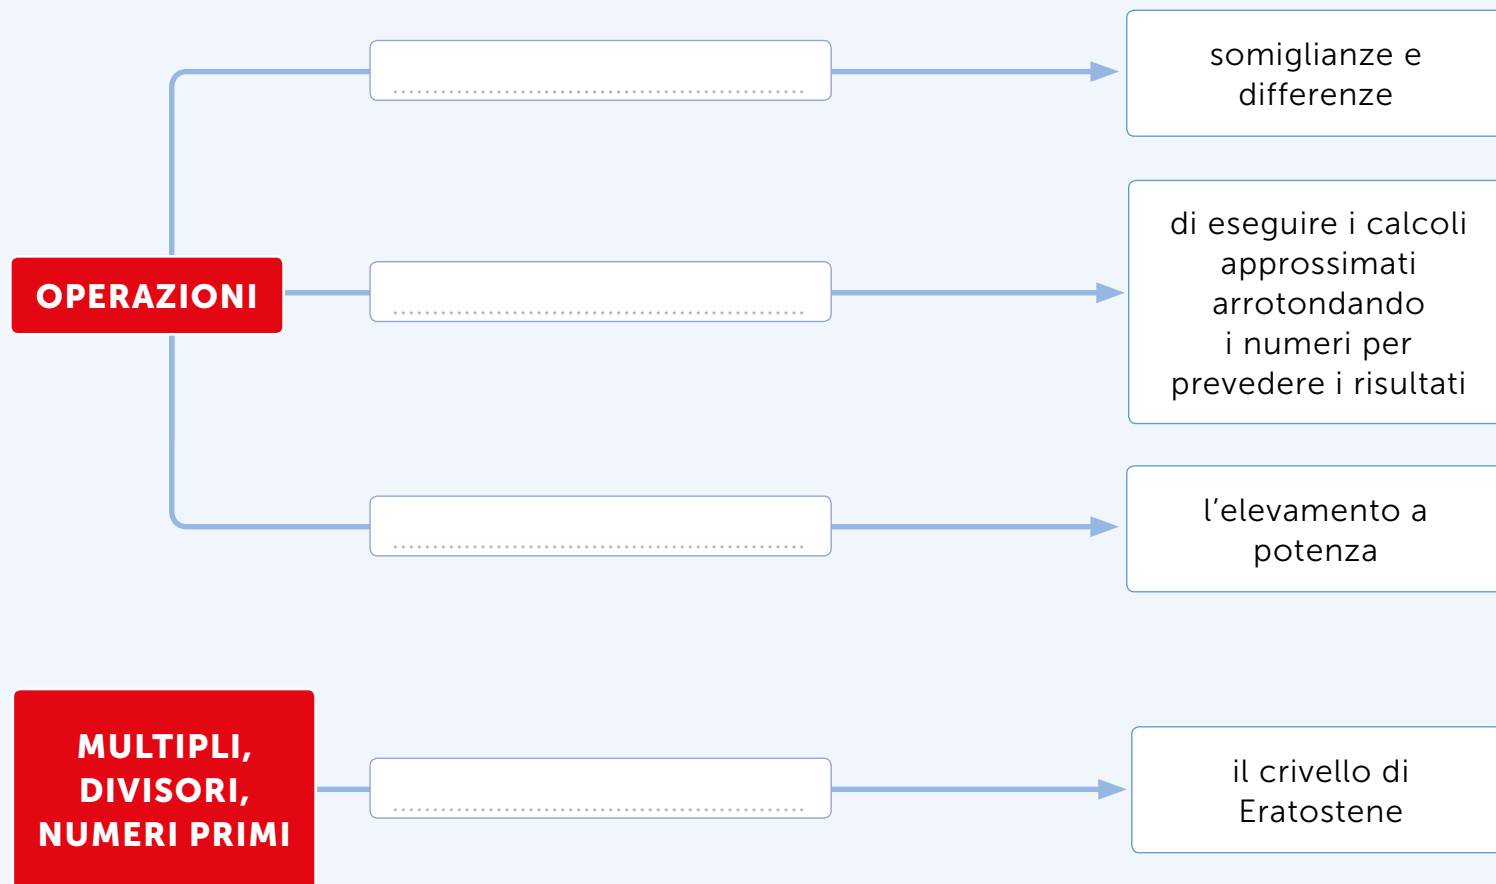 somiglianze e
differenze
OPERAZIONI
di eseguire i calcoli
approssimati
arrotondando
i numeri per
prevedere i risultati
l'elevamento a
potenza
MULTIPLI,
DIVISORI,
NUMERI PRIMI
il crivello di
Eratostene